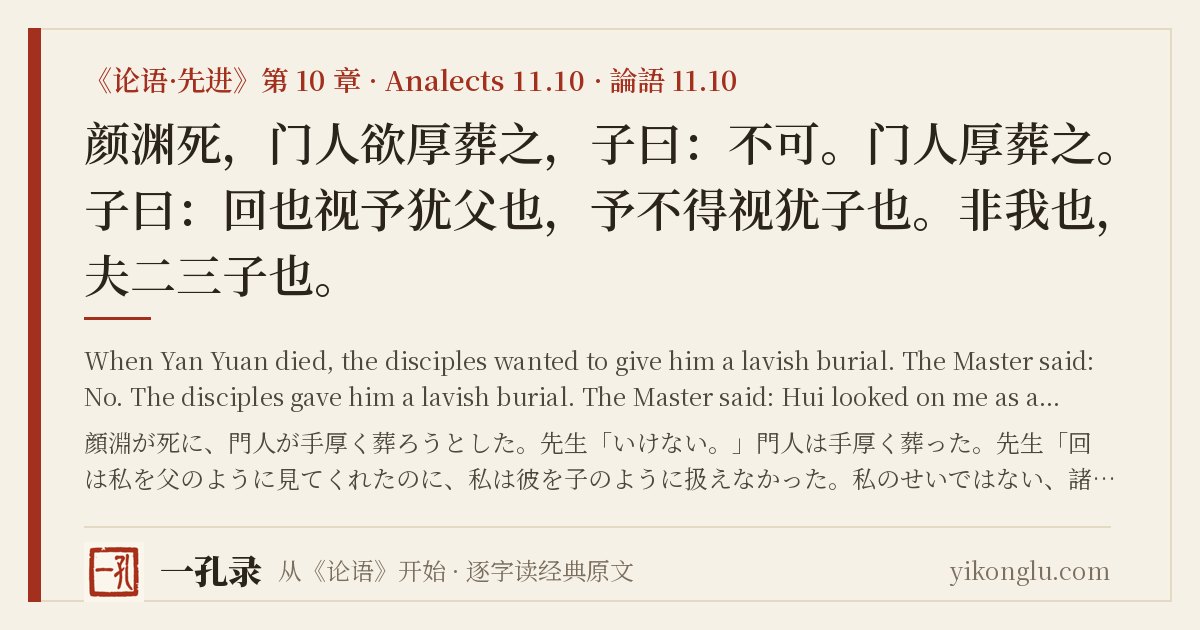 《论语·先进》第 10 章 · Analects 11.10 · 論語 11.10
颜渊死，门人欲厚葬之，子曰：不可。门人厚葬之。
子曰：回也视予犹父也，予不得视犹子也。非我也，
夫二三子也。
When Yan Yuan died, the disciples wanted to give him a lavish burial. The Master said:
No. The disciples gave him a lavish burial. The Master said: Hui looked on me as a…
顔淵が死に、門人が手厚く葬ろうとした。先生「いけない。」門人は手厚く葬った。先生「回
は私を父のように見てくれたのに、私は彼を子のように扱えなかった。私のせいではない、諸…
一孔
一孔录 从《论语》开始 · 逐字读经典原文 yikonglu.com